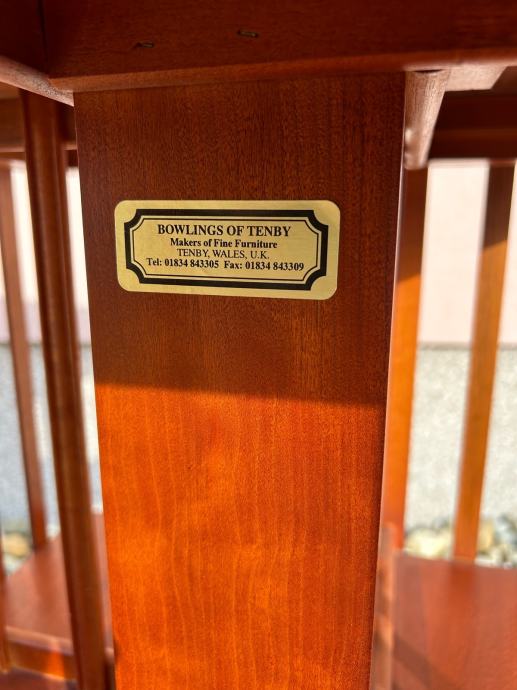 BOWLINGS OF TENBY
Makers of Fine Furniture
TENBY, WALES, U.K.
Tel: 01834 843305 Fax: 01834 843309